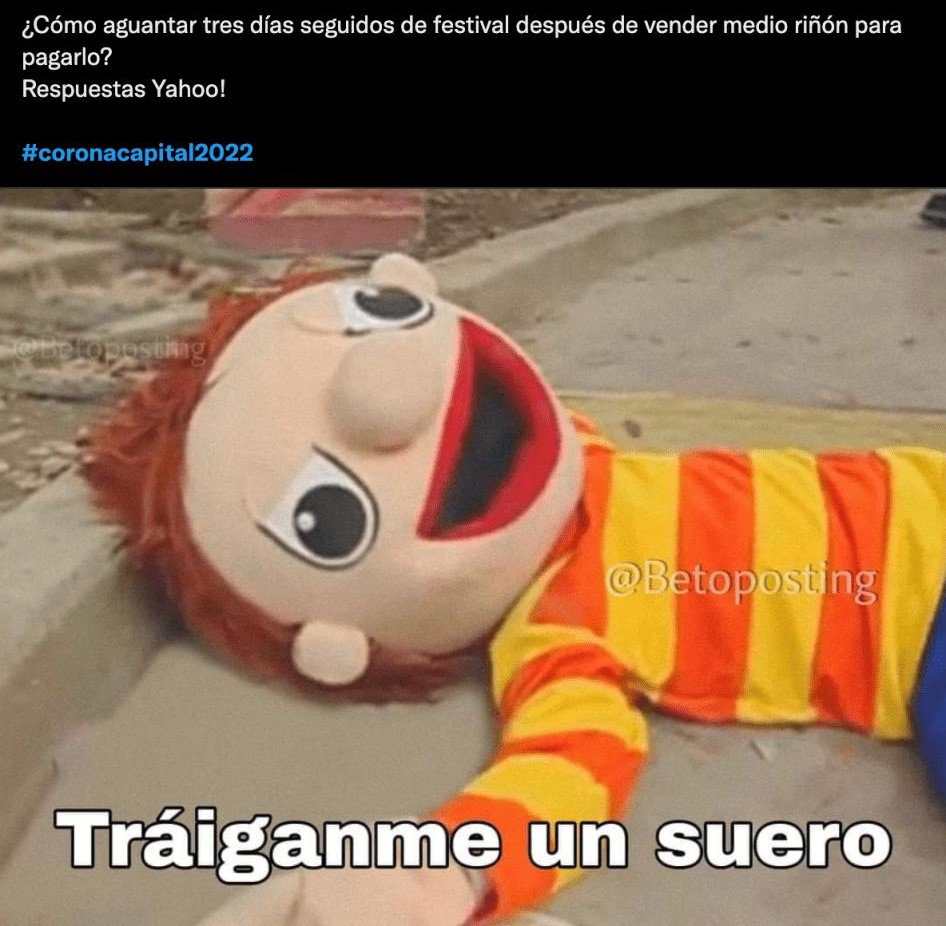 ¿Cómo aguantar tres días seguidos de festival después de vender medio riñón para
pagarlo?
Respuestas Yahoo!
#coronacapital2022
@Betoposting
@Betoposting
Tráiganme un suero